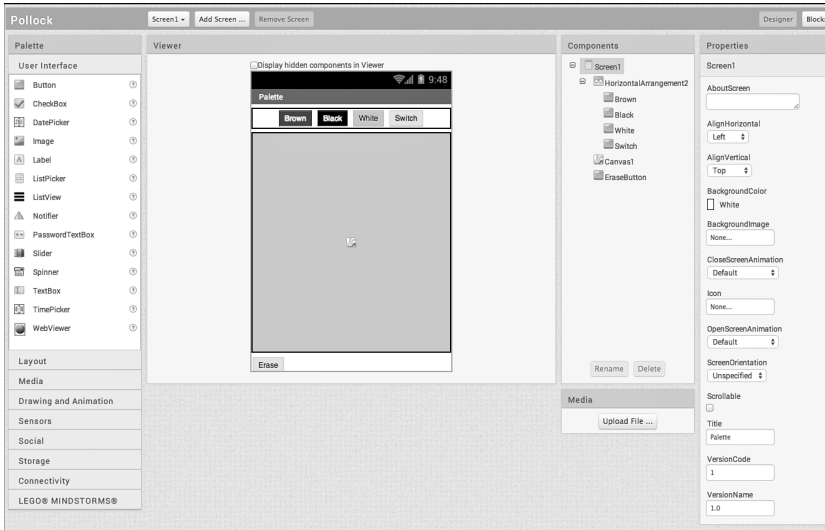 Pollock
Screen1
Add Screen ...
Remove Screen
Designer
Blocks
Palette
User Interface
Button
CheckBox
DatePicker
Image
Label
ListPicker
ListView
Notifier
PasswordTextBox
Slider
Spinner
TextBox
TimePicker
WebViewer
Layout
Media
Drawing and Animation
Sensors
Social
Storage
Connectivity
LEGO® MINDSTORMS®
Viewer
Display hidden components in Viewer
9:48
Palette
Brown Black White Switch
Erase
Components
Screen1
HorizontalArrangement2
Brown
Black
White
Switch
Canvas1
EraseButton
Rename Delete
Media
Upload File ...
Properties
Screen1
AboutScreen
AlignHorizontal
Left
AlignVertical
Top
BackgroundColor
White
BackgroundImage
None...
CloseScreenAnimation
Default
Icon
None...
OpenScreenAnimation
Default
ScreenOrientation
Unspecified
Scrollable
Title
Palette
VersionCode
1
VersionName
1.0